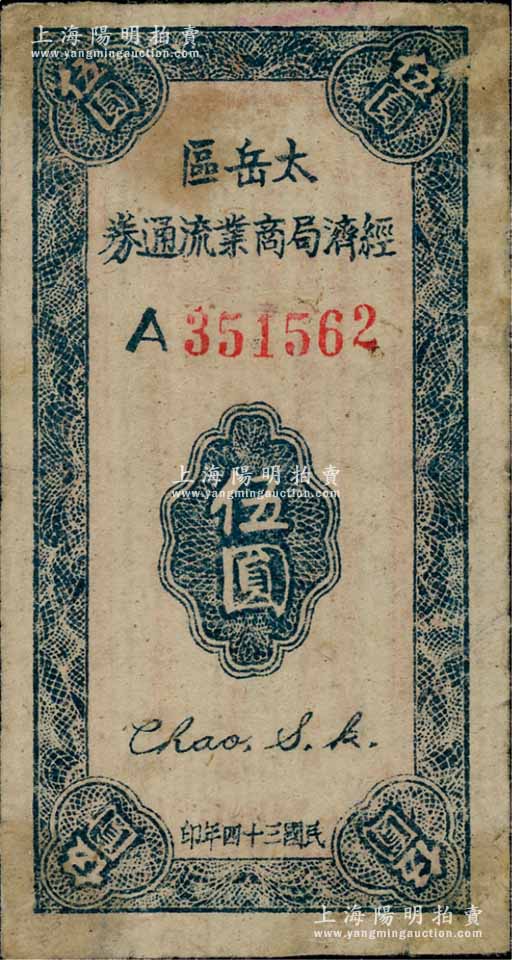 上海陽明拍賣
www.yangmingauction.com
伍圓
伍圓
太岳區
經濟局商業流通券
A 351562
上海陽明拍賣
www.yangmingauction.com
伍圓
Chao. S. k.
民國三十四年印
伍圓
伍圓
上海陽明拍賣
www.yangmingauction.com